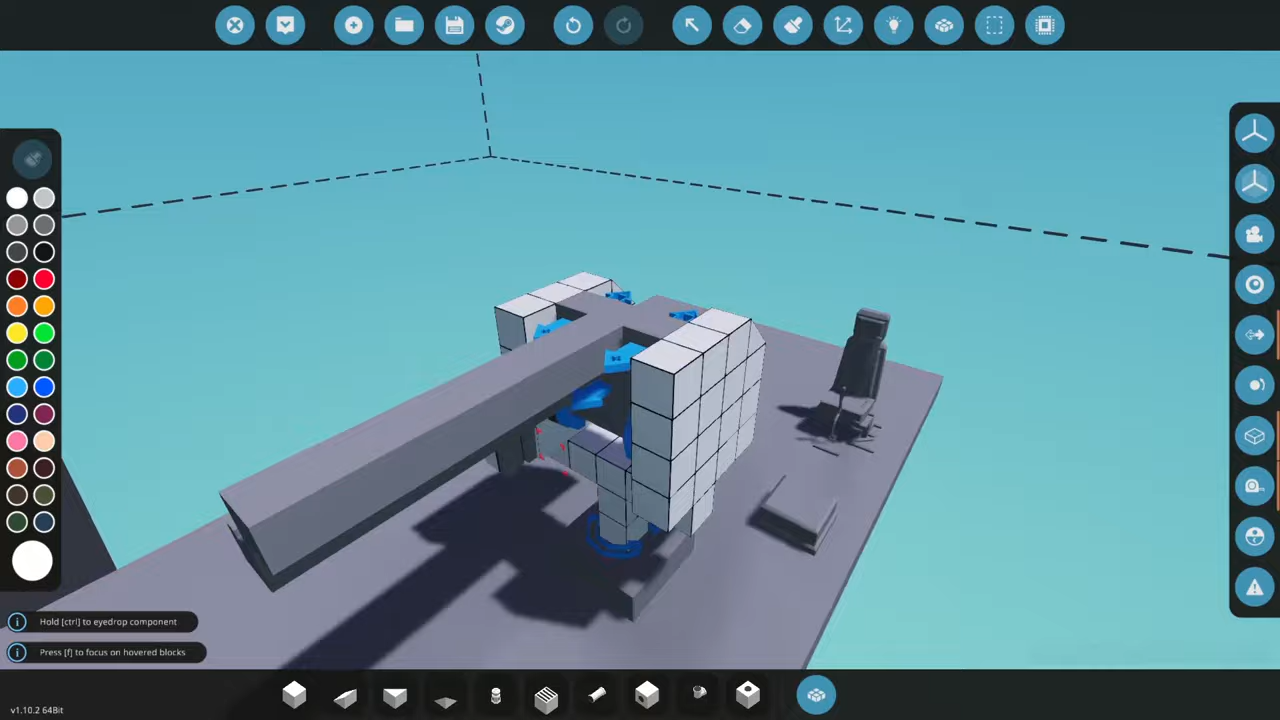 Hold [ctrl] to eyedrop component
Press [f] to focus on hovered blocks
v1.10.2 64Bit